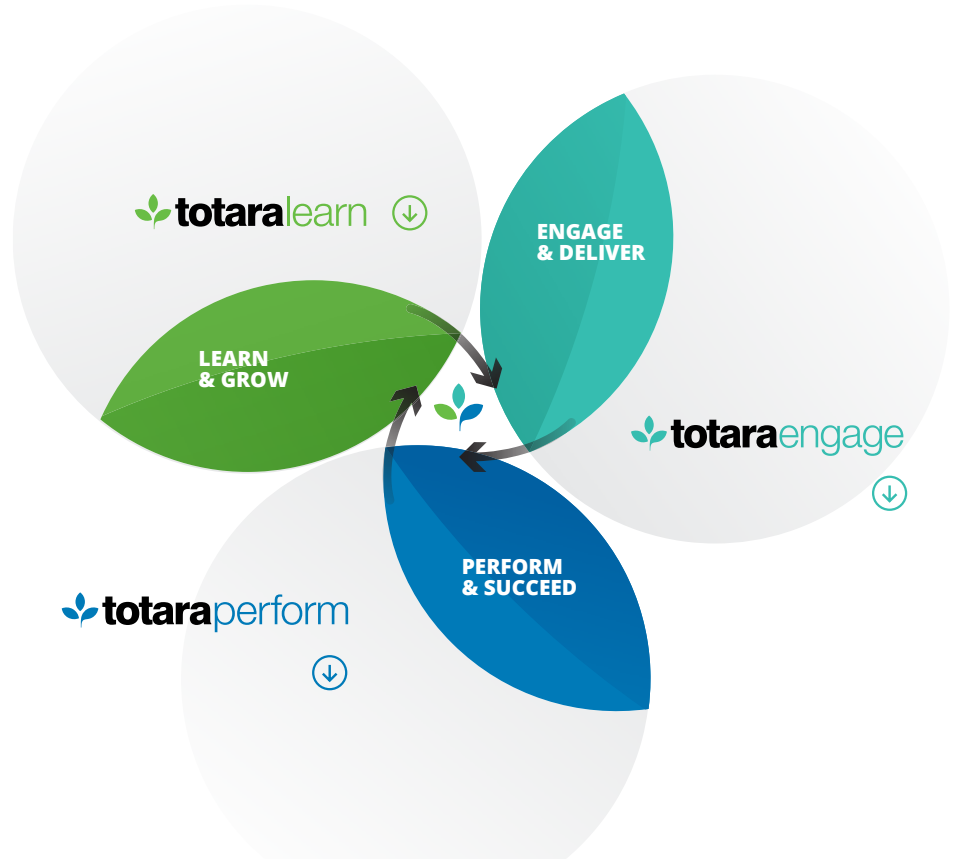 totaralearn
LEARN
& GROW
ENGAGE
& DELIVER
totaraengage
PERFORM
& SUCCEED
totaraperform